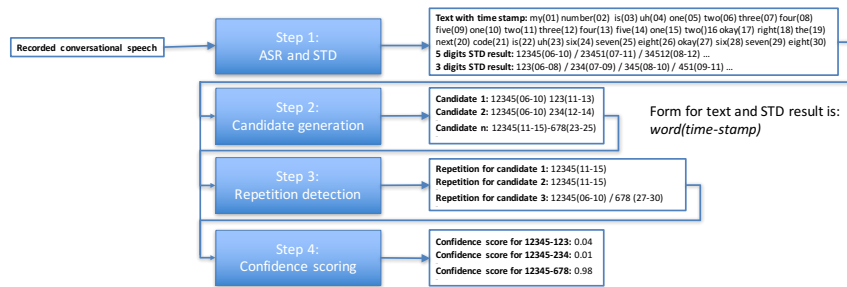 Recorded conversational speech
Step 1:
ASR and STD
Text with time stamp: my(01) number(02) is(03) uh(04) one(05) two(06) three(07) four(08)
five(09) one(10) two(11) three(12) four(13) five(14) one(15) two()16 okay(17) right(18) the(19)
next(20) code(21) is(22) uh(23) six(24) seven(25) eight(26) okay(27) six(28) seven(29) eight(30)
5 digits STD result: 12345(06-10) / 23451(07-11) / 34512(08-12) ...
3 digits STD result: 123(06-08) / 234(07-09) / 345(08-10) / 451(09-11) ...
Step 2:
Candidate generation
Candidate 1: 12345(06-10) 123(11-13)
Candidate 2: 12345(06-10) 234(12-14)
Candidate n: 12345(11-15)-678(23-25)
Form for text and STD result is:
word(time-stamp)
Step 3:
Repetition detection
Repetition for candidate 1: 12345(11-15)
Repetition for candidate 2: 12345(11-15)
Repetition for candidate 3: 12345(06-10) / 678 (27-30)
Step 4:
Confidence scoring
Confidence score for 12345-123: 0.04
Confidence score for 12345-234: 0.01
Confidence score for 12345-678: 0.98